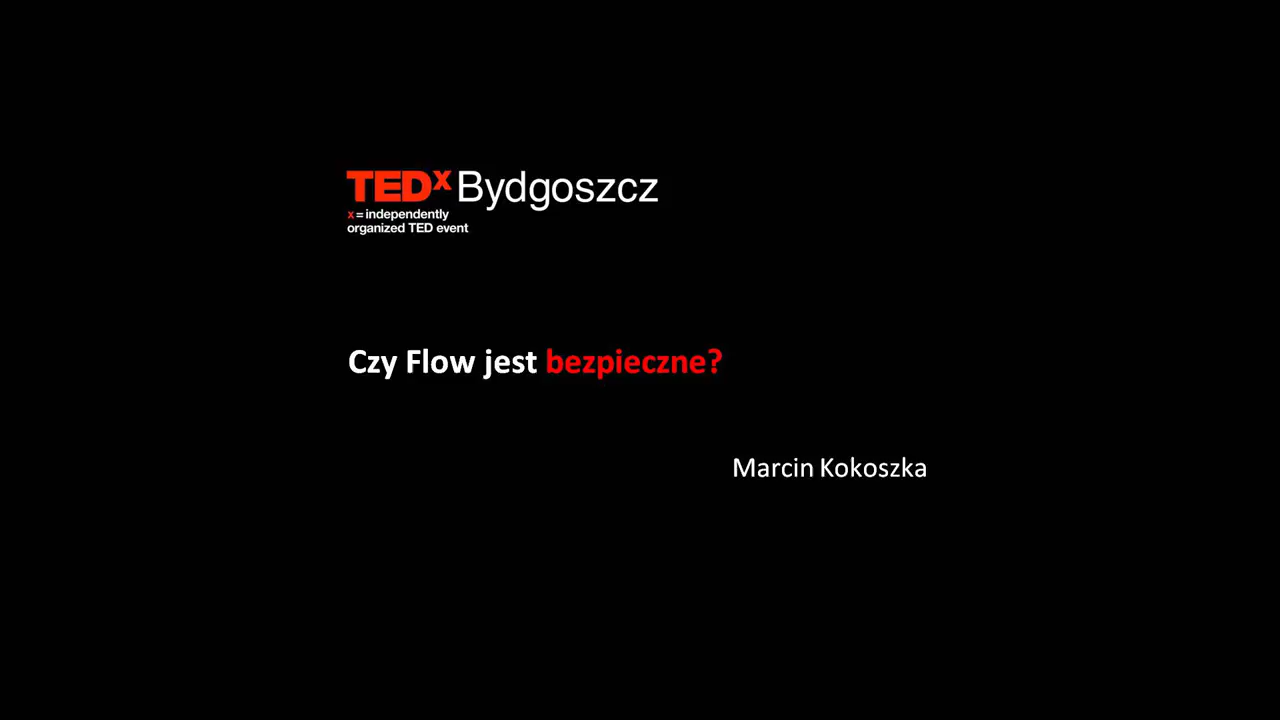 TEDx Bydgoszcz
x = independently
organized TED event
Czy Flow jest bezpieczne?
Marcin Kokoszka